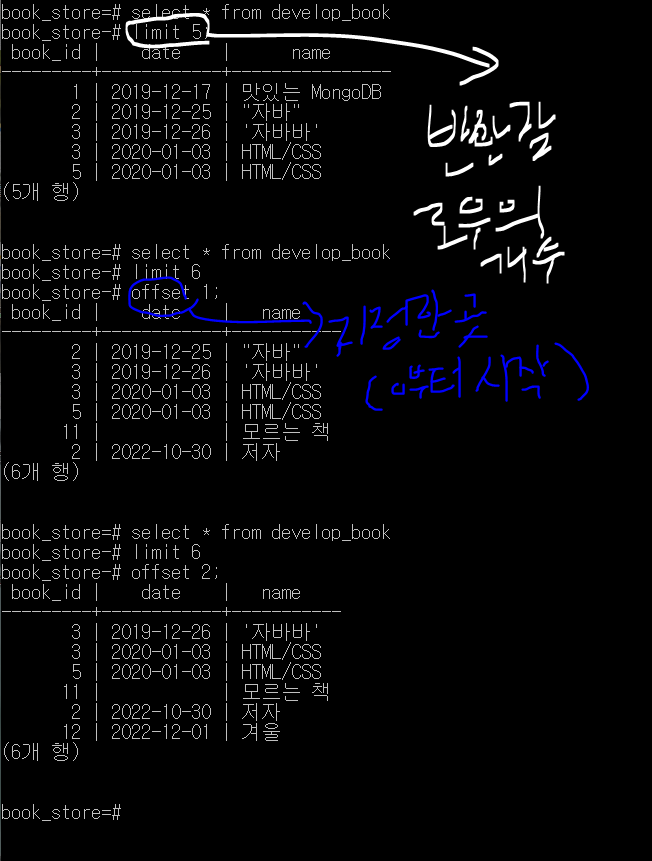 book_store=# select * from develop_book
book_store-# limit 5;
book_id | date | name
---------+------------+----------------
1 | 2019-12-17 | 맛있는 MongoDB
2 | 2019-12-25 | "자바"
3 | 2019-12-26 | '자바바'
3 | 2020-01-03 | HTML/CSS
5 | 2020-01-03 | HTML/CSS
(5개 행)
반환할
로우의
개수
book_store=# select * from develop_book
book_store-# limit 6
book_store-# offset 1;
book_id | date | name
---------+------------+-----------
2 | 2019-12-25 | "자바"
3 | 2019-12-26 | '자바바'
3 | 2020-01-03 | HTML/CSS
5 | 2020-01-03 | HTML/CSS
11 | | 모르는 책
2 | 2022-10-30 | 저자
(6개 행)
지정한 곳
(부터 시작)
book_store=# select * from develop_book
book_store-# limit 6
book_store-# offset 2;
book_id | date | name
---------+------------+-----------
3 | 2019-12-26 | '자바바'
3 | 2020-01-03 | HTML/CSS
5 | 2020-01-03 | HTML/CSS
11 | | 모르는 책
2 | 2022-10-30 | 저자
12 | 2022-12-01 | 겨울
(6개 행)
book_store=#